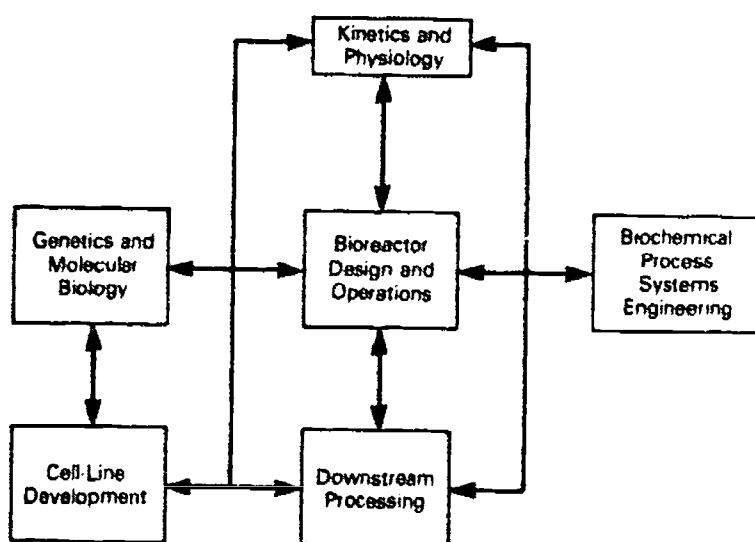 Kinetics and
Physiology
Genetics and
Molecular
Biology
Bioreactor
Design and
Operations
Biochemical
Process
Systems
Engineering
Cell-Line
Development
Downstream
Processing